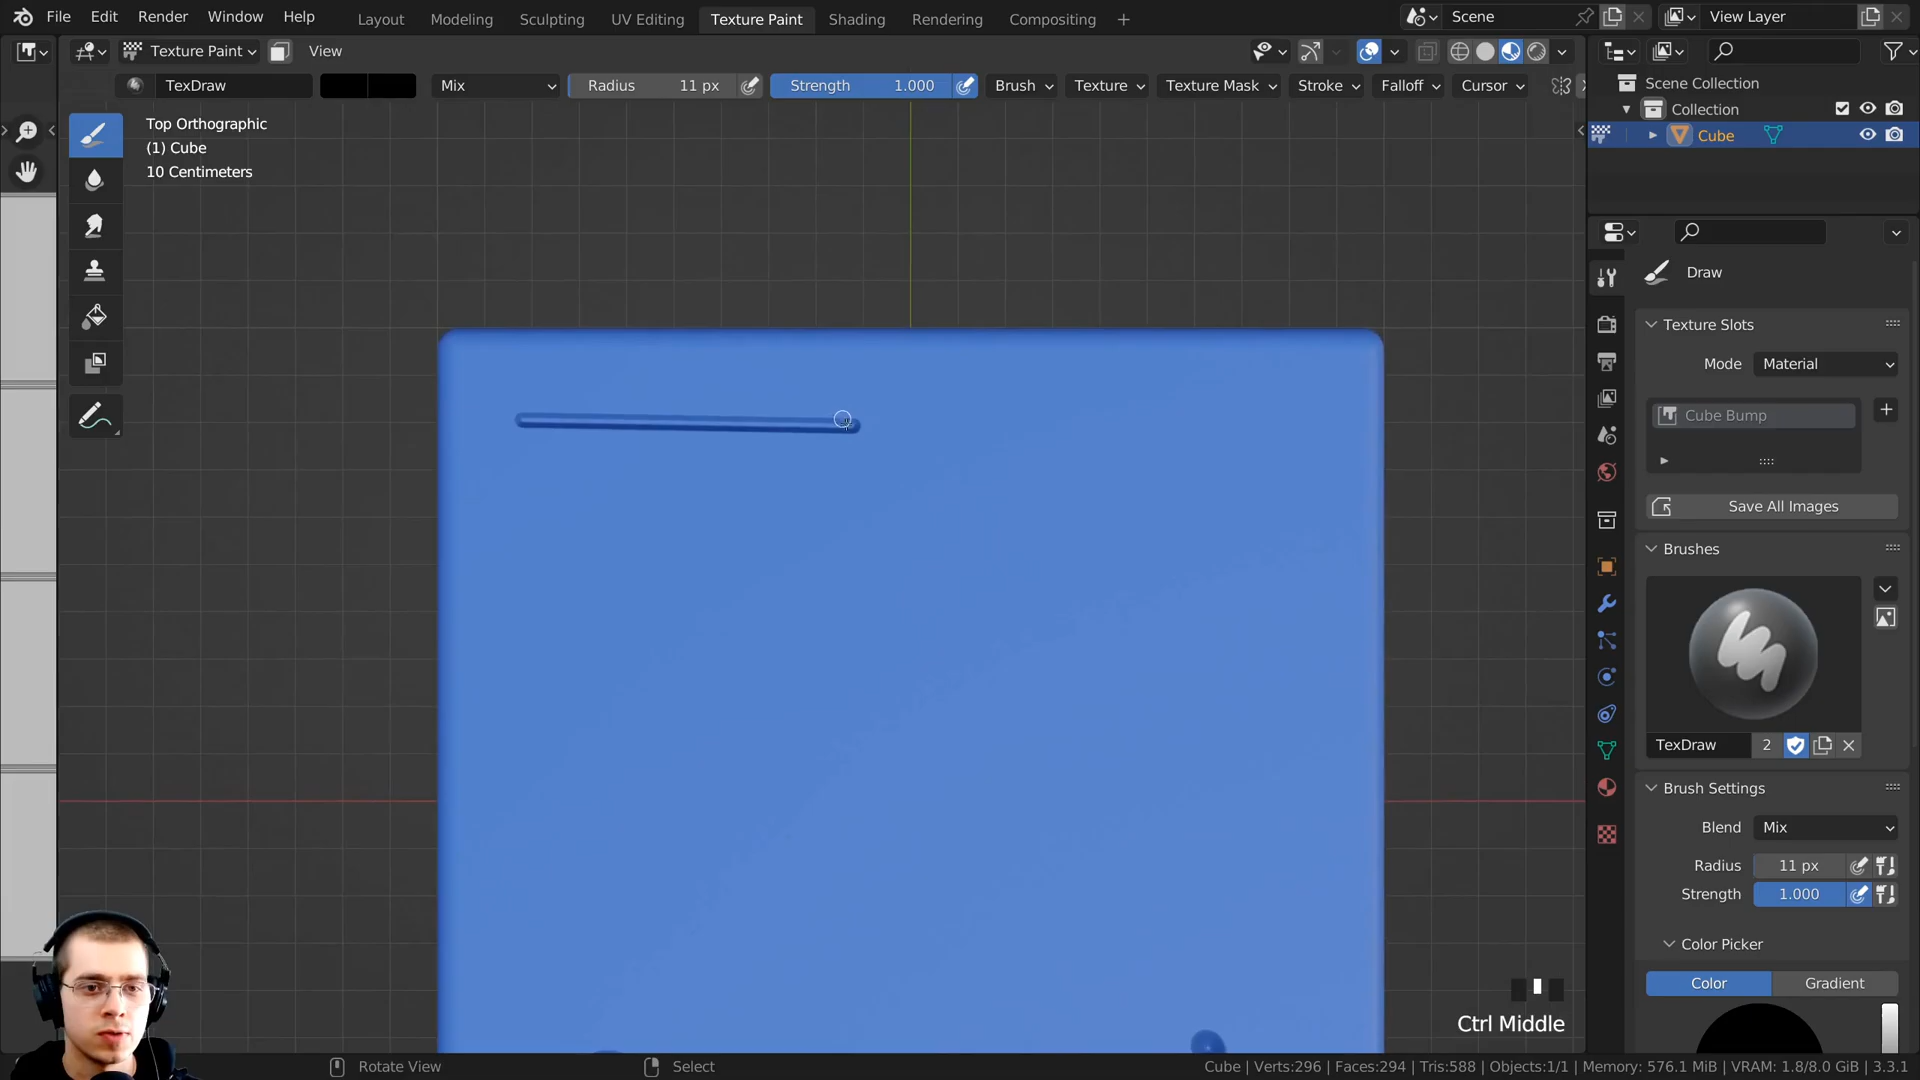 File Edit Render Window Help Layout Modeling Sculpting UV Editing Texture Paint Shading Rendering Compositing Scene View Layer
Texture Paint View
TexDraw Mix Radius 11 px Strength 1.000 Brush Texture Texture Mask Stroke Falloff Cursor
Top Orthographic
(1) Cube
10 Centimeters
Scene Collection
Collection
Cube
Draw
Texture Slots
Mode Material
Cube Bump
Save All Images
Brushes
TexDraw 2
Brush Settings
Blend Mix
Radius 11 px
Strength 1.000
Color Picker
Color Gradient
Ctrl Middle
Rotate View Select Cube | Verts:296 | Faces:294 | Tris:588 | Objects:1/1 | Memory: 576.1 MiB | VRAM: 1.8/8.0 GiB | 3.3.1